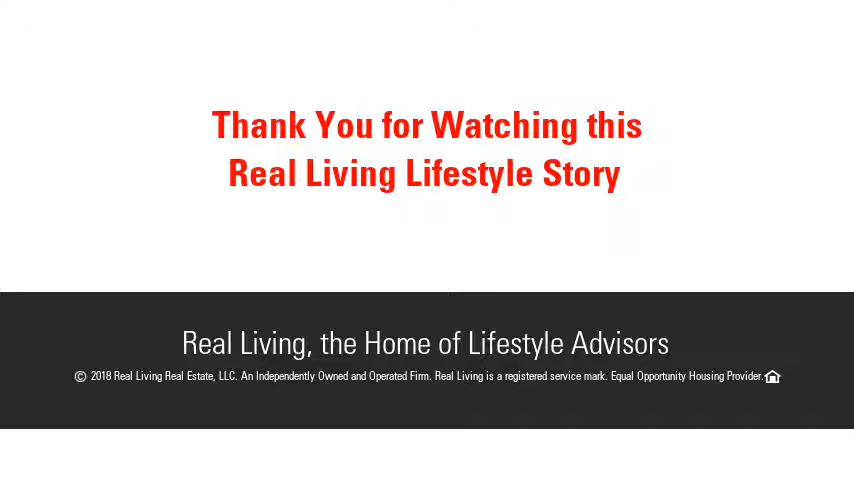 Thank You for Watching this
Real Living Lifestyle Story
Real Living, the Home of Lifestyle Advisors
© 2018 Real Living Real Estate, LLC. An Independently Owned and Operated Firm. Real Living is a registered service mark. Equal Opportunity Housing Provider.